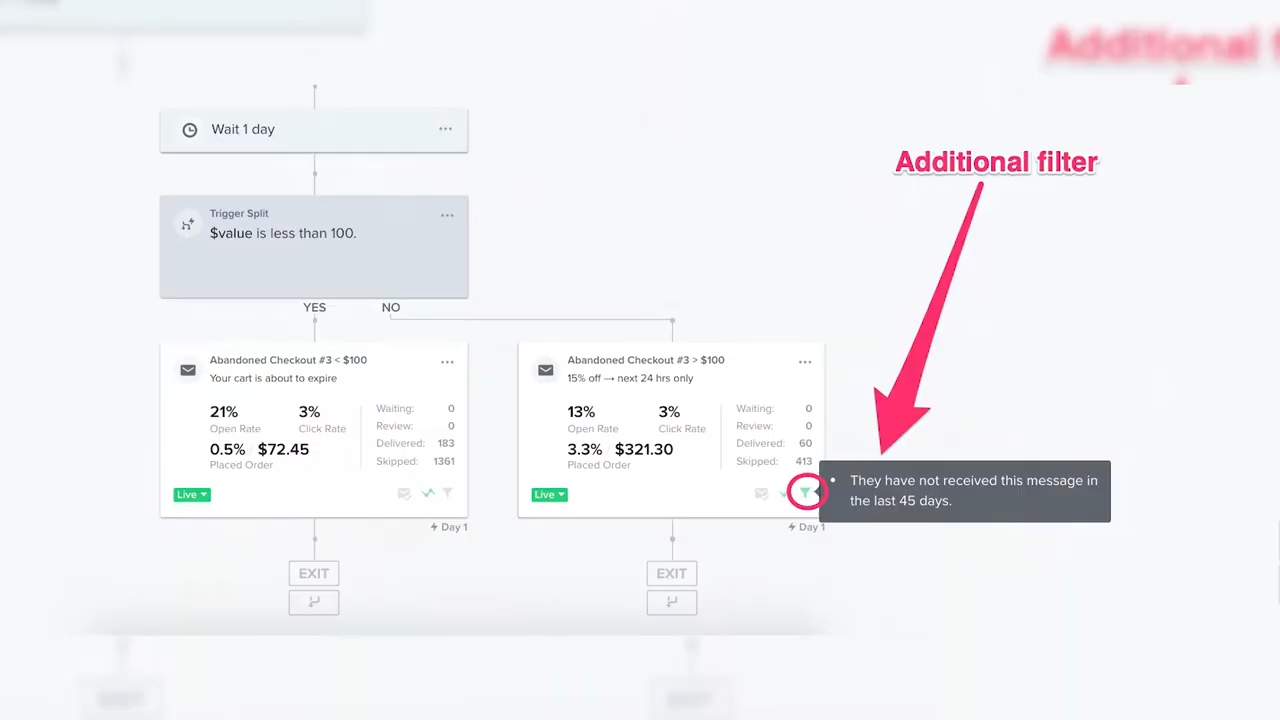 Additional f
Wait 1 day
Additional filter
Trigger Split
$value is less than 100.
YES
NO
Abandoned Checkout #3 < $100
Your cart is about to expire
21%
3%
Open Rate
Click Rate
0.5% / $72.45
Placed Order
Waiting: 0
Review: 0
Delivered: 183
Skipped: 1361
Live
Day 1
EXIT
Abandoned Checkout #3 > $100
15% off → next 24 hrs only
13%
3%
Open Rate
Click Rate
3.3% / $321.30
Placed Order
Waiting: 0
Review: 0
Delivered: 60
Skipped: 413
Live
Day 1
EXIT
• They have not received this message in
the last 45 days.